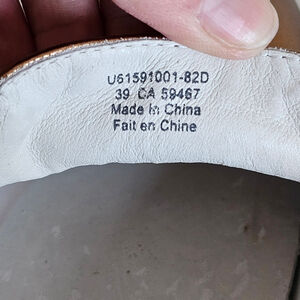 U61591001-82D
39 CA 59467
Made in China
Fait en Chine